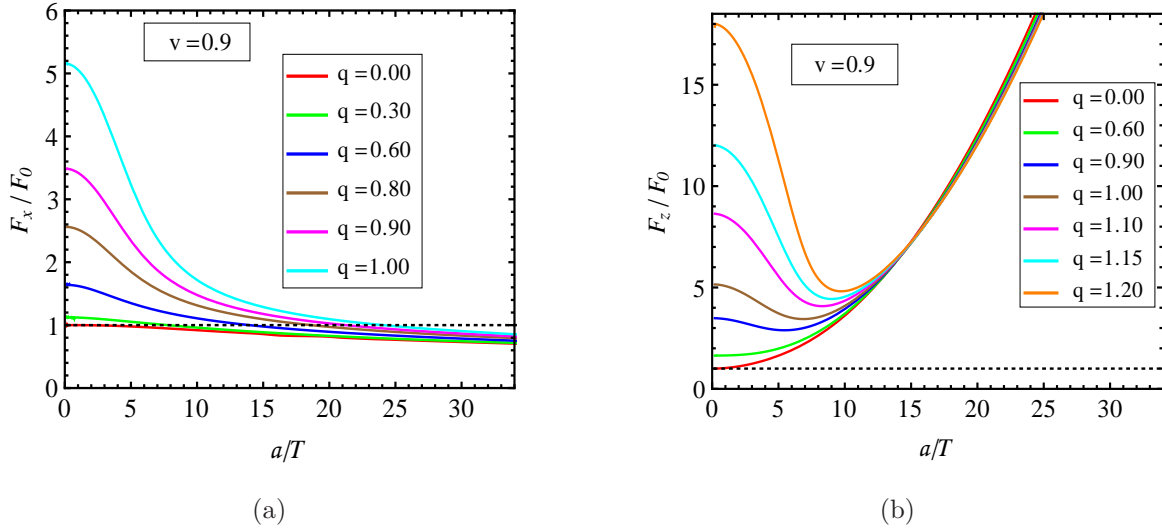 v = 0.9
q = 0.00
q = 0.30
q = 0.60
q = 0.80
q = 0.90
q = 1.00
F_x / F_0
6
5
4
3
2
1
0
0 5 10 15 20 25 30
a/T
(a)
v = 0.9
q = 0.00
q = 0.60
q = 0.90
q = 1.00
q = 1.10
q = 1.15
q = 1.20
F_z / F_0
15
10
5
0
0 5 10 15 20 25 30
a/T
(b)